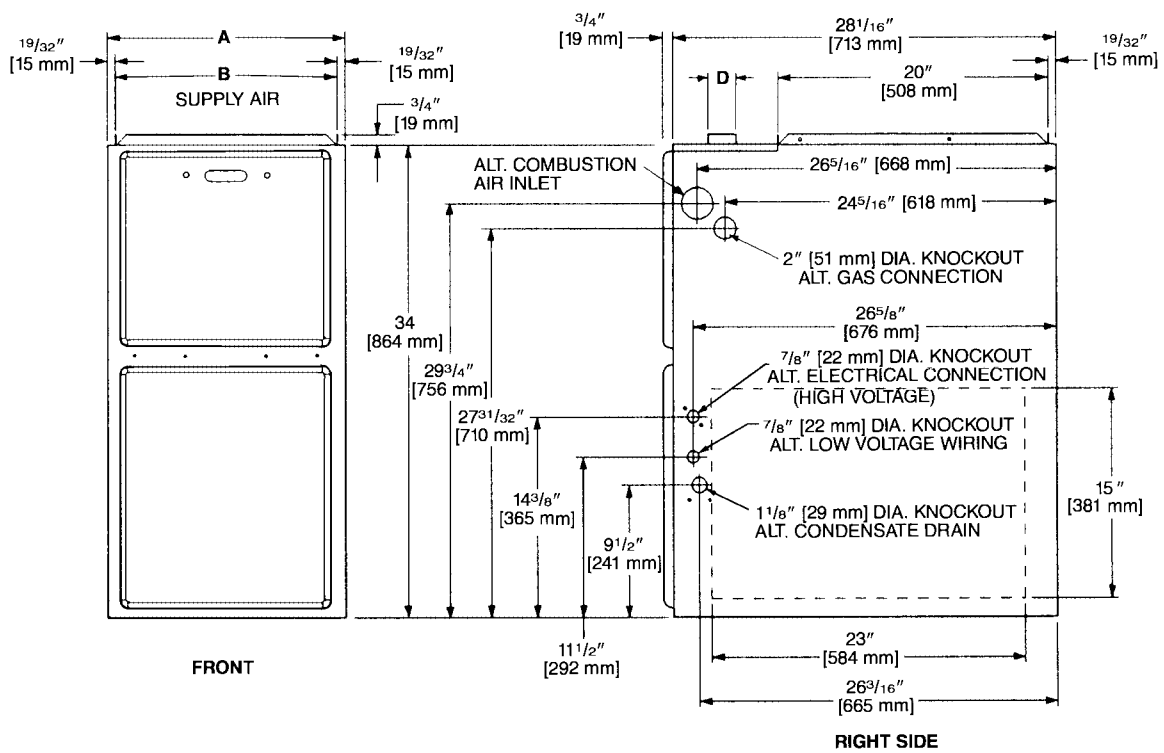 A
19/32″
[15 mm]
B
19/32″
[15 mm]
SUPPLY AIR
3/4″
[19 mm]
34
[864 mm]
29 3/4″
[756 mm]
27 31/32″
[710 mm]
14 3/8″
[365 mm]
9 1/2″
[241 mm]
11 1/2″
[292 mm]
FRONT
3/4″
[19 mm]
28 1/16″
[713 mm]
19/32″
[15 mm]
D
20″
[508 mm]
ALT. COMBUSTION
AIR INLET
26 5/16″ [668 mm]
24 5/16″ [618 mm]
2″ [51 mm] DIA. KNOCKOUT
ALT. GAS CONNECTION
26 5/8″
[676 mm]
7/8″ [22 mm] DIA. KNOCKOUT
ALT. ELECTRICAL CONNECTION
(HIGH VOLTAGE)
7/8″ [22 mm] DIA. KNOCKOUT
ALT. LOW VOLTAGE WIRING
1 1/8″ [29 mm] DIA. KNOCKOUT
ALT. CONDENSATE DRAIN
15″
[381 mm]
23″
[584 mm]
26 3/16″
[665 mm]
RIGHT SIDE